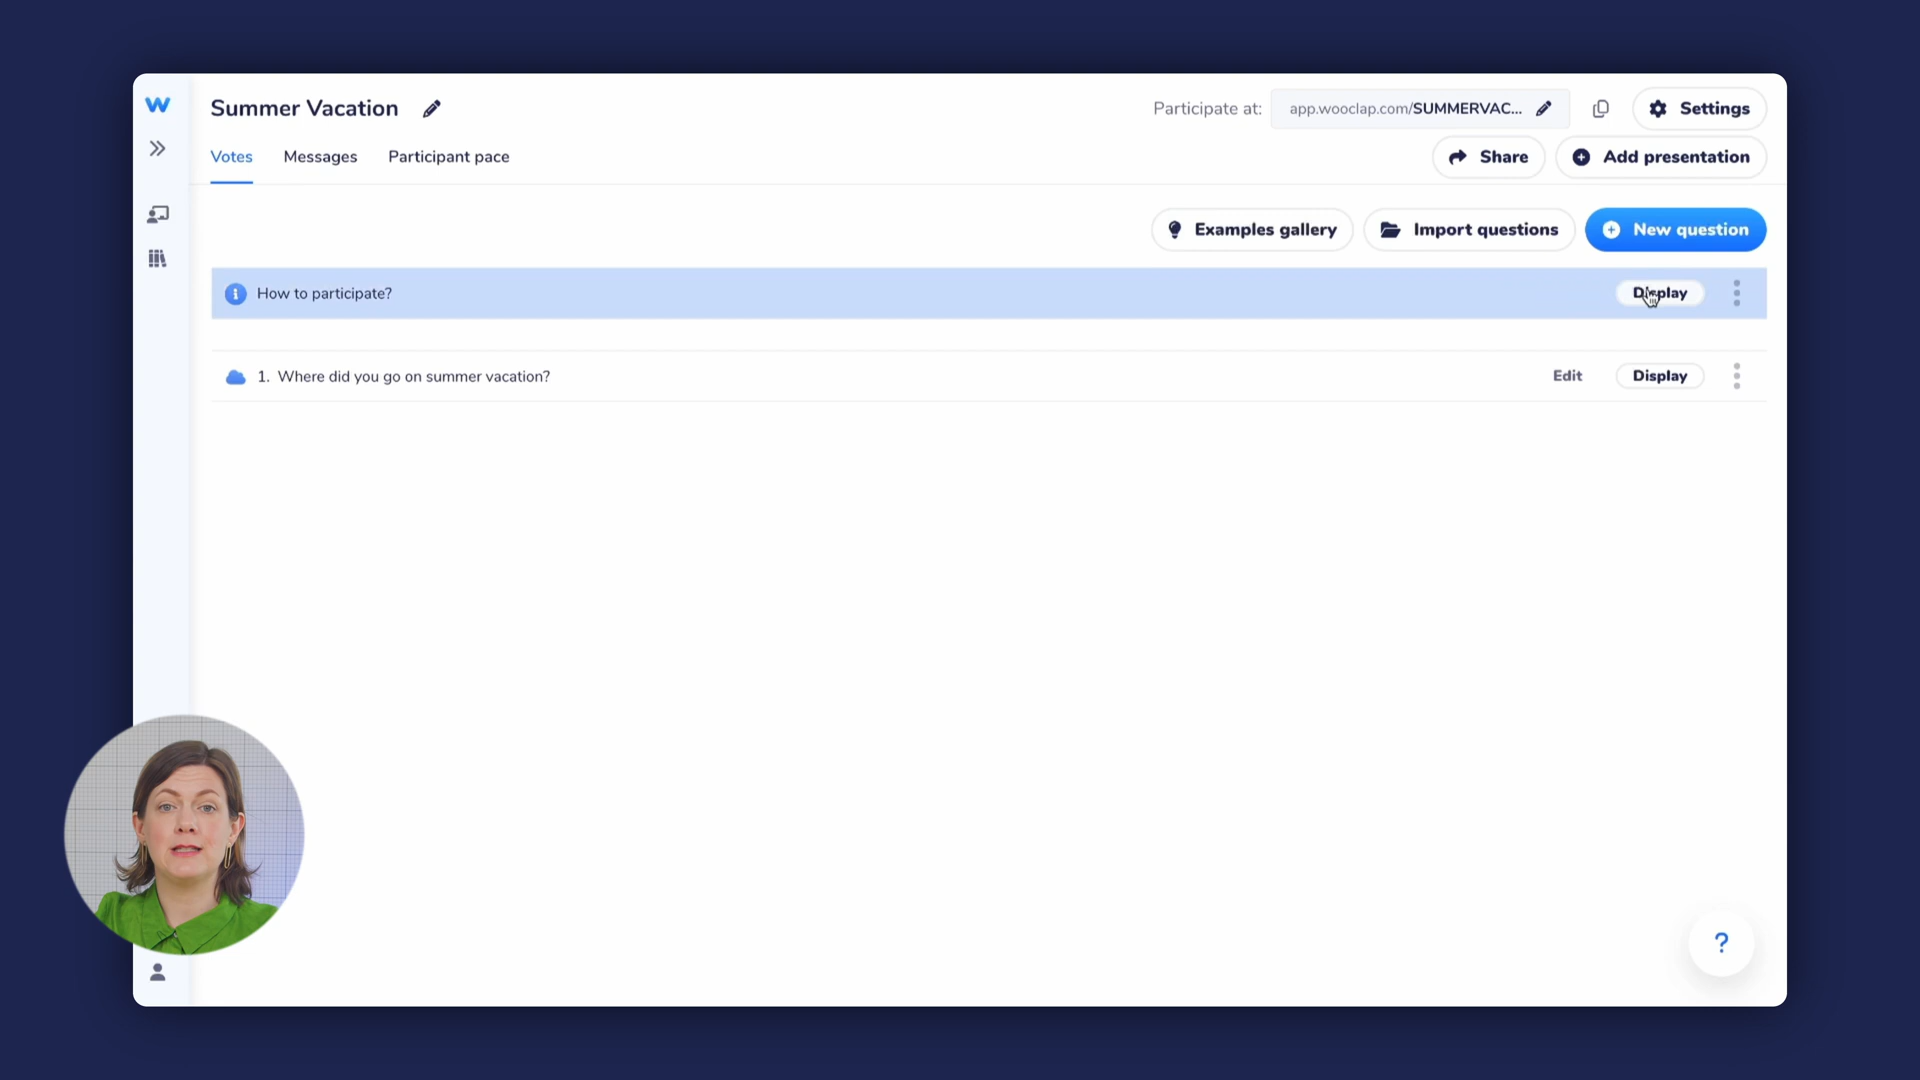 Summer Vacation
Participate at: app.wooclap.com/SUMMERVAC...
Settings
Votes Messages Participant pace
Share
Add presentation
Examples gallery
Import questions
New question
How to participate?
Display
1. Where did you go on summer vacation?
Edit
Display
?